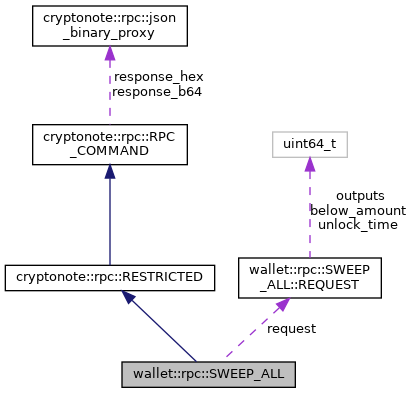 cryptonote::rpc::json
_binary_proxy
response_hex
response_b64
cryptonote::rpc::RPC
_COMMAND
uint64_t
outputs
below_amount
unlock_time
cryptonote::rpc::RESTRICTED
wallet::rpc::SWEEP
_ALL::REQUEST
request
wallet::rpc::SWEEP_ALL